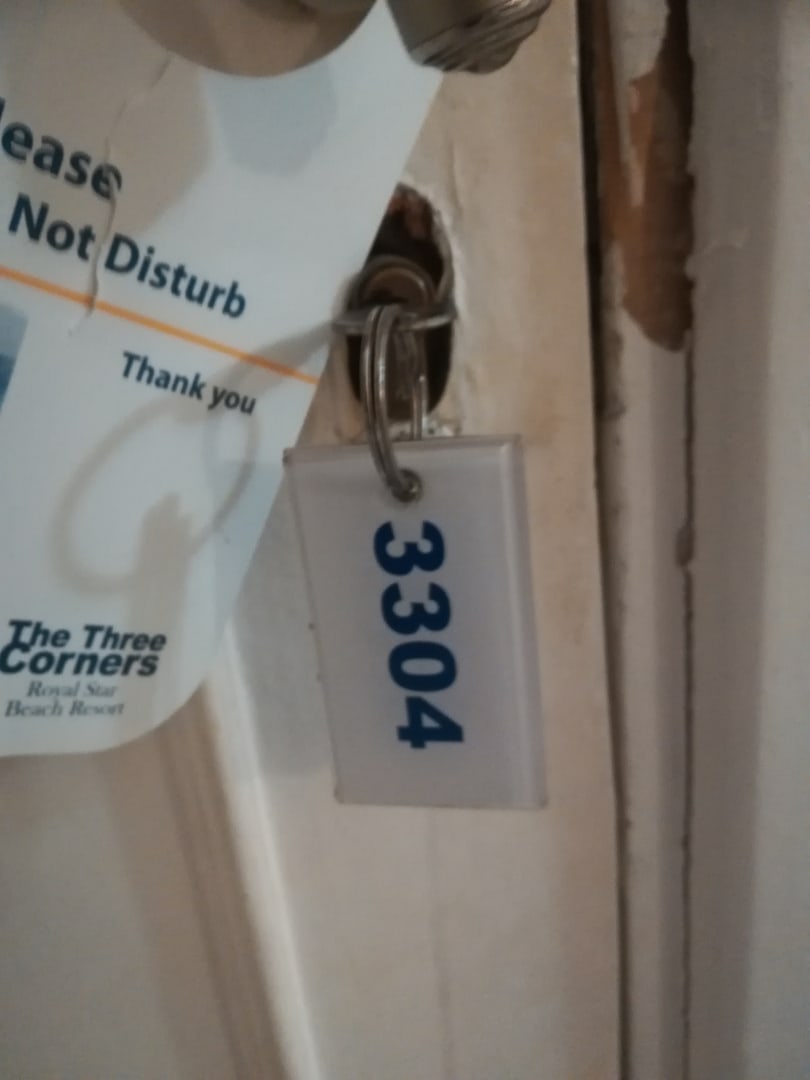 lease
Not Disturb
Thank you
The Three
Corners
Royal Star
Beach Resort
3304